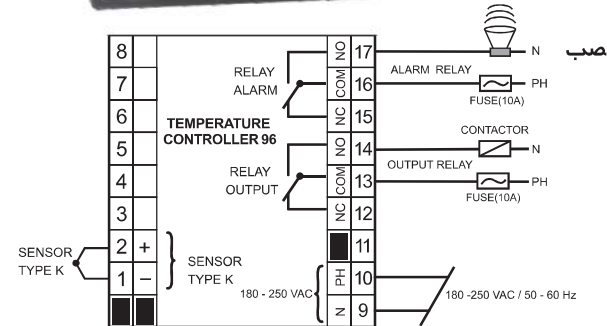 صب
8 NO 17 N
RELAY ALARM COM 16 ALARM RELAY PH
7 FUSE(10A)
6 NC 15
TEMPERATURE
CONTROLLER 96
CONTACTOR
5 NO 14 N
RELAY OUTPUT COM 13 OUTPUT RELAY PH
4 FUSE(10A)
3 NC 12
SENSOR
TYPE K
2 +
1 −
SENSOR
TYPE K
11
180 - 250 VAC
PH 10
N 9
180 -250 VAC / 50 - 60 Hz